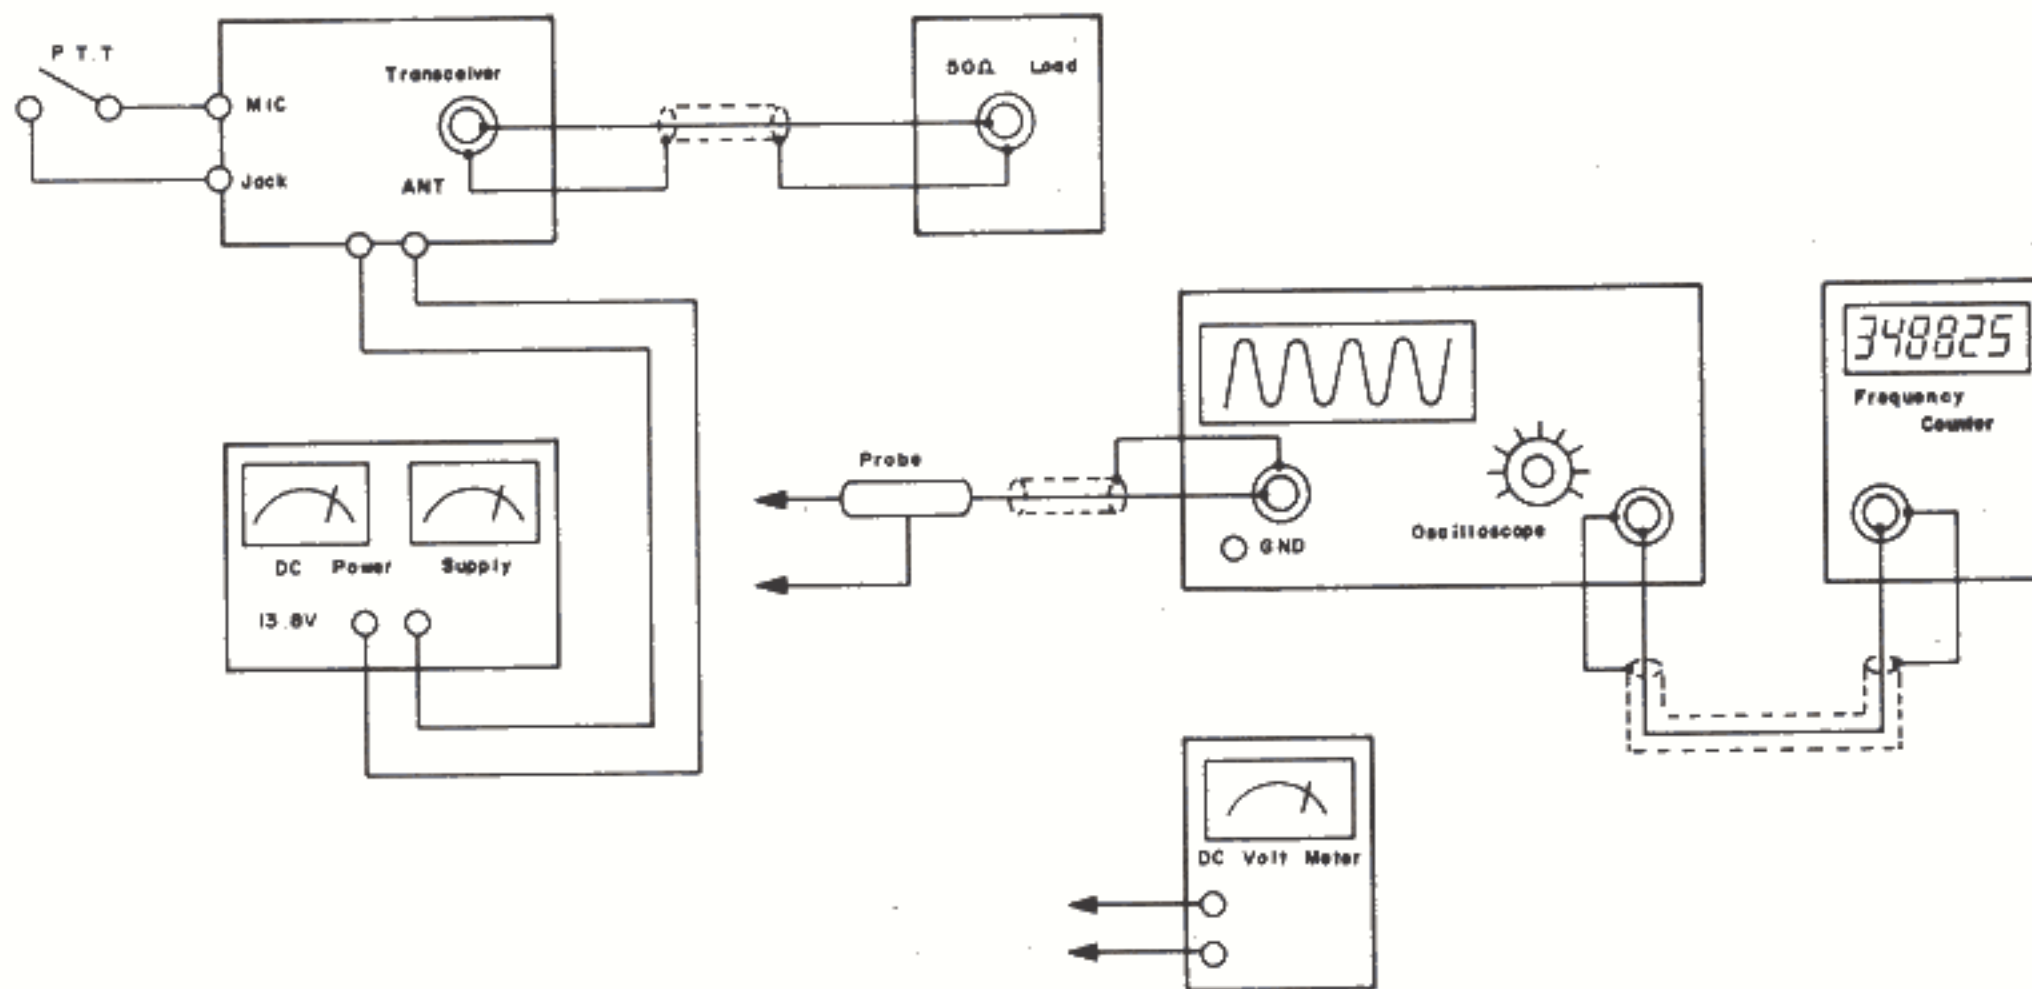 P T.T
MIC
Jack
Transceiver
ANT
50Ω Load
DC Power Supply
13.8V
Probe
GND
Oscilloscope
348825
Frequency
Counter
DC Volt Meter